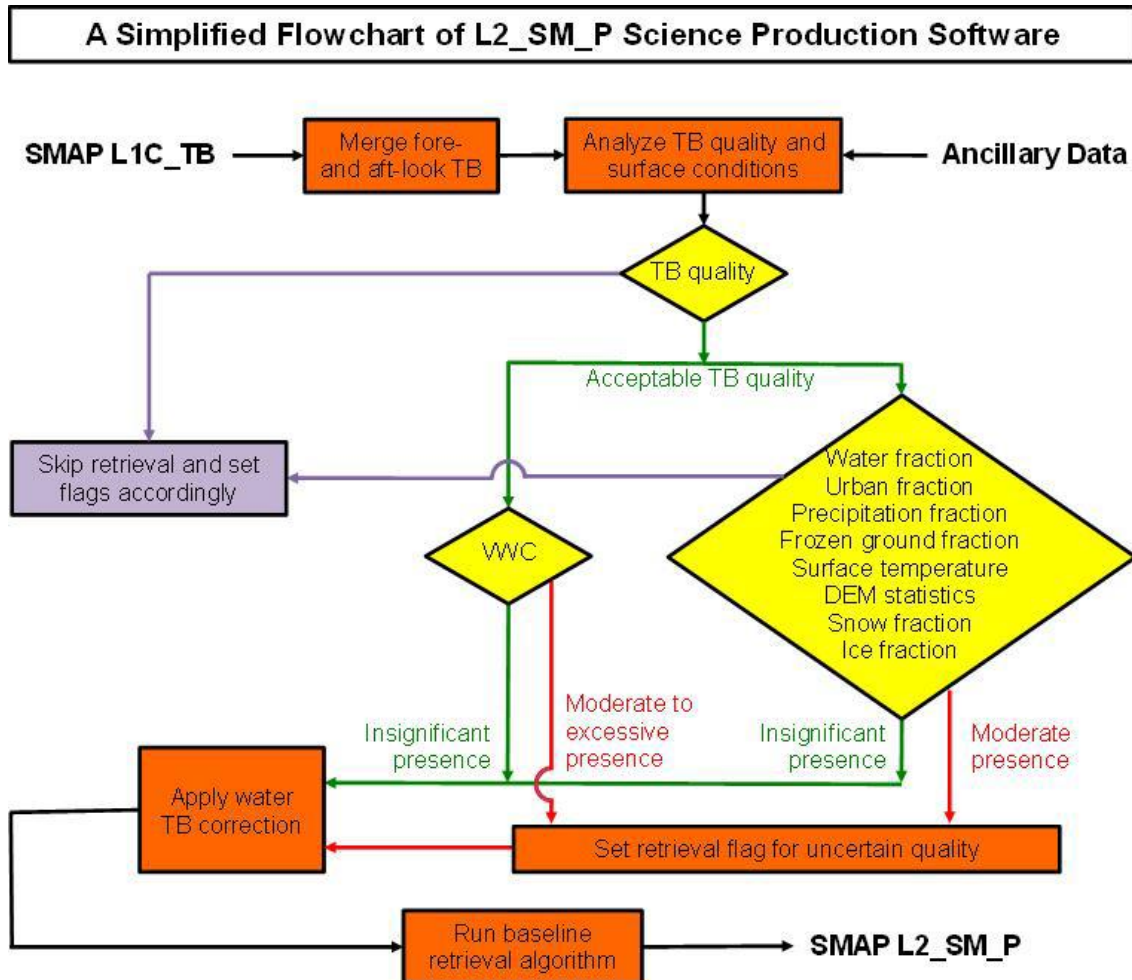 A Simplified Flowchart of L2_SM_P Science Production Software
SMAP L1C_TB
Merge fore-
and aft-look TB
Analyze TB quality and
surface conditions
Ancillary Data
TB quality
Acceptable TB quality
Skip retrieval and set
flags accordingly
VWC
Water fraction
Urban fraction
Precipitation fraction
Frozen ground fraction
Surface temperature
DEM statistics
Snow fraction
Ice fraction
Insignificant
presence
Moderate to
excessive
presence
Insignificant
presence
Moderate
presence
Apply water
TB correction
Set retrieval flag for uncertain quality
Run baseline
retrieval algorithm
SMAP L2_SM_P